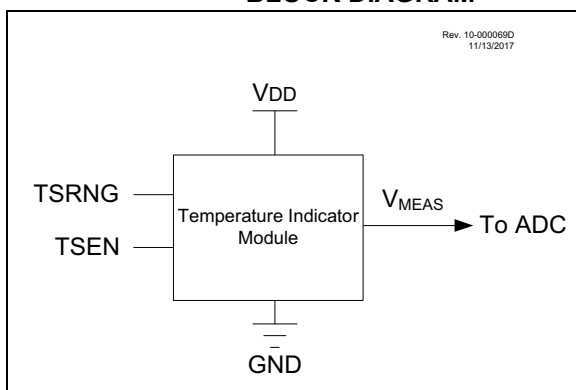 BLOCK DIAGRAM
Rev. 10-000069D
11/13/2017
VDD
TSRNG
TSEN
Temperature Indicator
Module
VMEAS
To ADC
GND